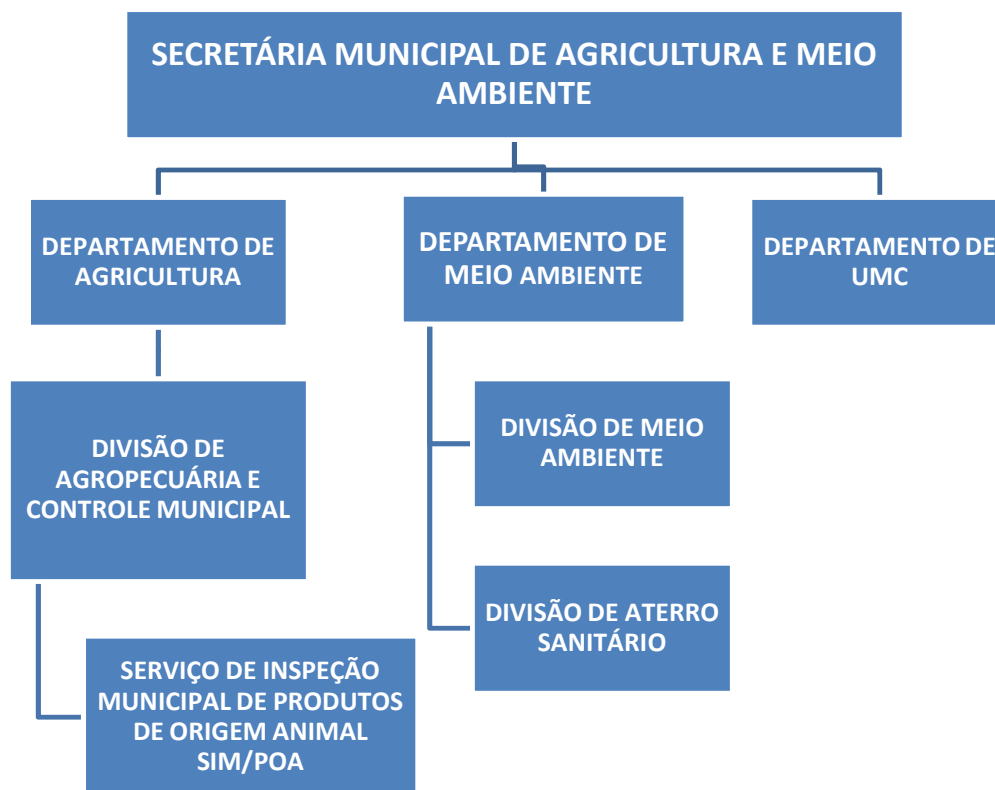 SECRETÁRIA MUNICIPAL DE AGRICULTURA E MEIO
AMBIENTE
DEPARTAMENTO DE
AGRICULTURA
DEPARTAMENTO DE
MEIO AMBIENTE
DEPARTAMENTO DE
UMC
DIVISÃO DE
AGROPECUÁRIA E
CONTROLE MUNICIPAL
DIVISÃO DE MEIO
AMBIENTE
DIVISÃO DE ATERRO
SANITÁRIO
SERVIÇO DE INSPEÇÃO
MUNICIPAL DE PRODUTOS
DE ORIGEM ANIMAL
SIM/POA